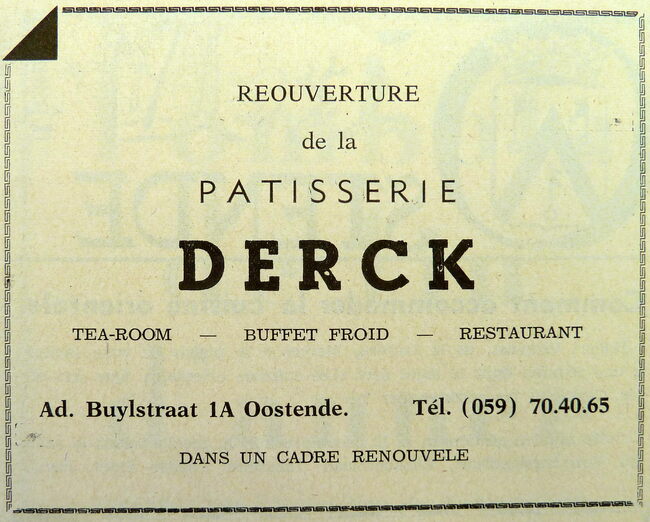 REOUVERTURE
de la
PATISSERIE
DERCK
TEA-ROOM — BUFFET FROID — RESTAURANT
Ad. Buylstraat 1A Oostende. Tél. (059) 70.40.65
DANS UN CADRE RENOUVELE